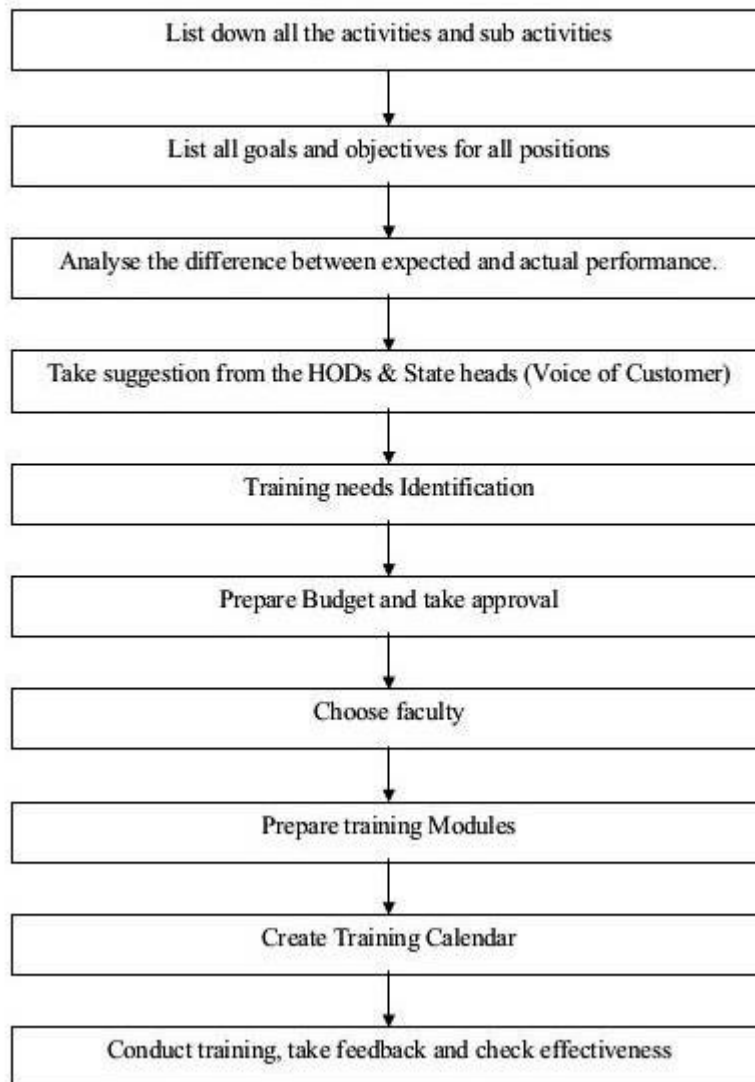 List down all the activities and sub activities
List all goals and objectives for all positions
Analyse the difference between expected and actual performance.
Take suggestion from the HODs & State heads (Voice of Customer)
Training needs Identification
Prepare Budget and take approval
Choose faculty
Prepare training Modules
Create Training Calendar
Conduct training, take feedback and check effectiveness